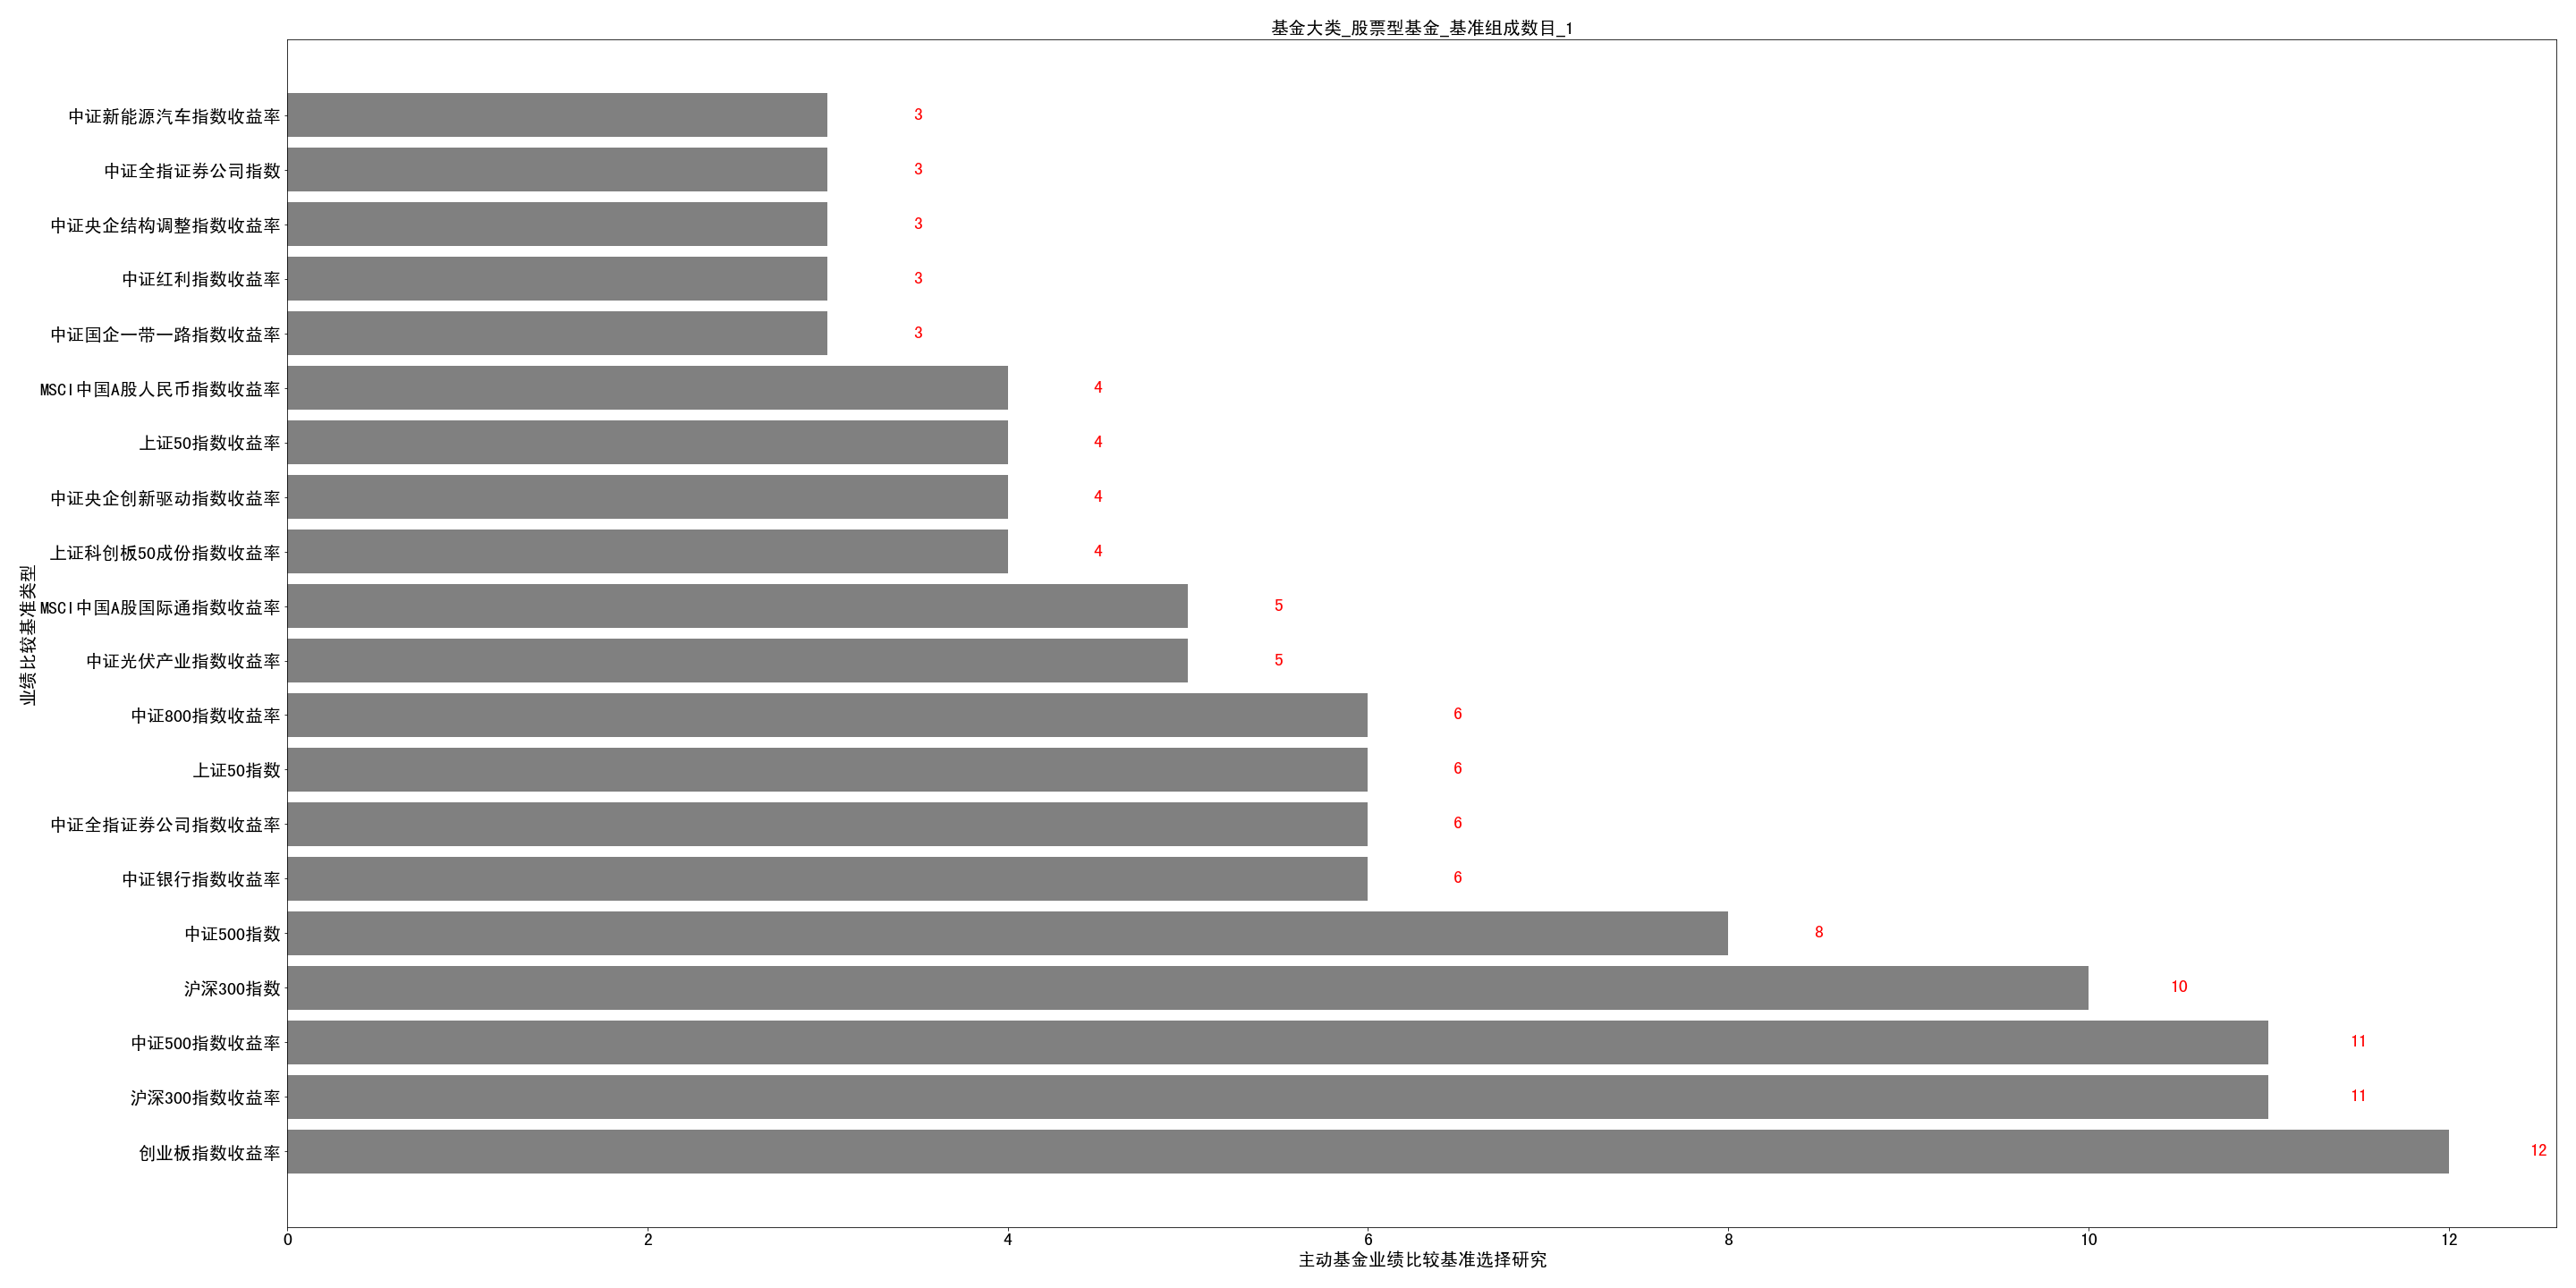 基金大类_股票型基金_基准组成数目_1
中证新能源汽车指数收益率 3
中证全指证券公司指数 3
中证央企结构调整指数收益率 3
中证红利指数收益率 3
中证国企一带一路指数收益率 3
MSCI中国A股人民币指数收益率 4
上证50指数收益率 4
中证央企创新驱动指数收益率 4
上证科创板50成份指数收益率 4
MSCI中国A股国际通指数收益率 5
中证光伏产业指数收益率 5
中证800指数收益率 6
上证50指数 6
中证全指证券公司指数收益率 6
中证银行指数收益率 6
中证500指数 8
沪深300指数 10
中证500指数收益率 11
沪深300指数收益率 11
创业板指数收益率 12
业绩比较基准类型
0 2 4 6 8 10 12
主动基金业绩比较基准选择研究